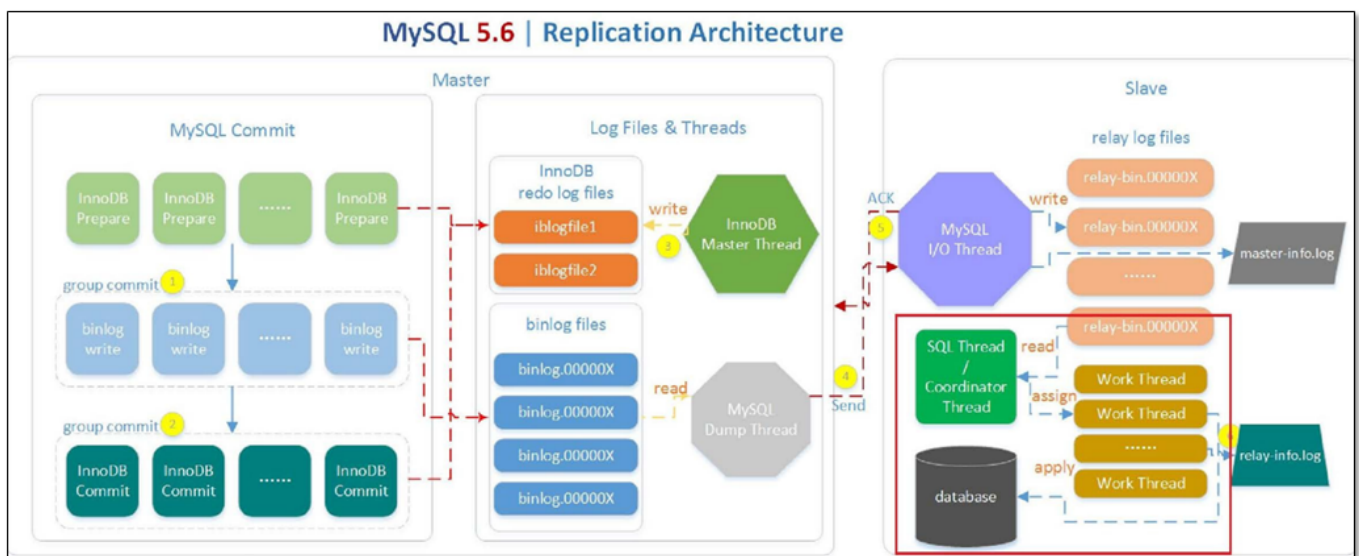 MySQL 5.6 | Replication Architecture
Master
MySQL Commit
InnoDB
Prepare
InnoDB
Prepare
......
InnoDB
Prepare
group commit 1
binlog
write
binlog
write
......
binlog
write
group commit 2
InnoDB
Commit
InnoDB
Commit
......
InnoDB
Commit
Log Files & Threads
InnoDB
redo log files
iblogfile1
iblogfile2
write
3
InnoDB
Master Thread
binlog files
binlog.00000X
binlog.00000X
binlog.00000X
binlog.00000X
read
MySQL
Dump Thread
4
Send
ACK
5
Slave
relay log files
MySQL
I/O Thread
write
relay-bin.00000X
relay-bin.00000X
......
relay-bin.00000X
master-info.log
SQL Thread
/
Coordinator
Thread
read
assign
Work Thread
Work Thread
......
Work Thread
apply
database
relay-info.log